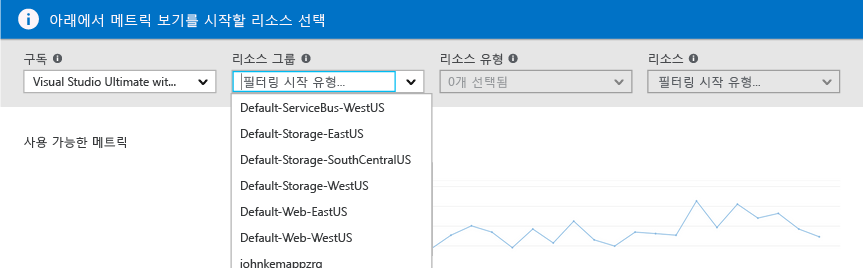 아래에서 메트릭 보기를 시작할 리소스 선택
구독 리소스 그룹 리소스 유형 리소스
Visual Studio Ultimate wit... 필터링 시작 유형... 0개 선택됨 필터링 시작 유형...
Default-ServiceBus-WestUS
Default-Storage-EastUS
사용 가능한 메트릭
Default-Storage-SouthCentralUS
Default-Storage-WestUS
Default-Web-EastUS
Default-Web-WestUS
johnkemappzrg